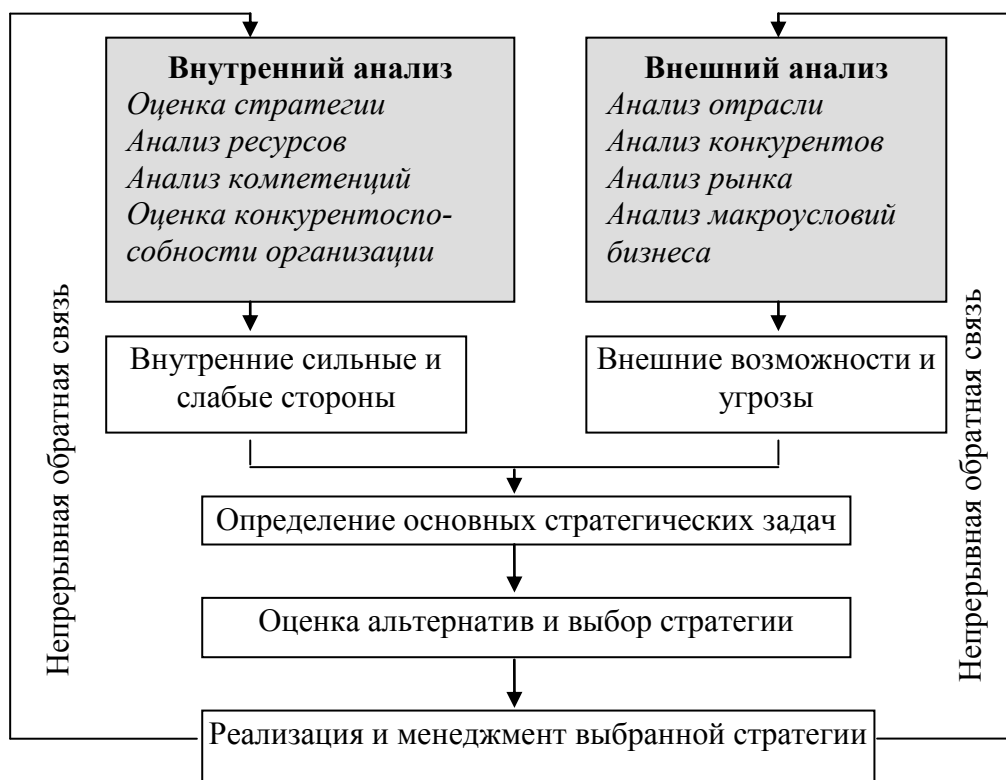 Внутренний анализ
Оценка стратегии
Анализ ресурсов
Анализ компетенций
Оценка конкурентоспо-
собности организации
Внешний анализ
Анализ отрасли
Анализ конкурентов
Анализ рынка
Анализ макроусловий
бизнеса
Непрерывная обратная связь
Внутренние сильные и
слабые стороны
Внешние возможности и
угрозы
Непрерывная обратная связь
Определение основных стратегических задач
Оценка альтернатив и выбор стратегии
Реализация и менеджмент выбранной стратегии